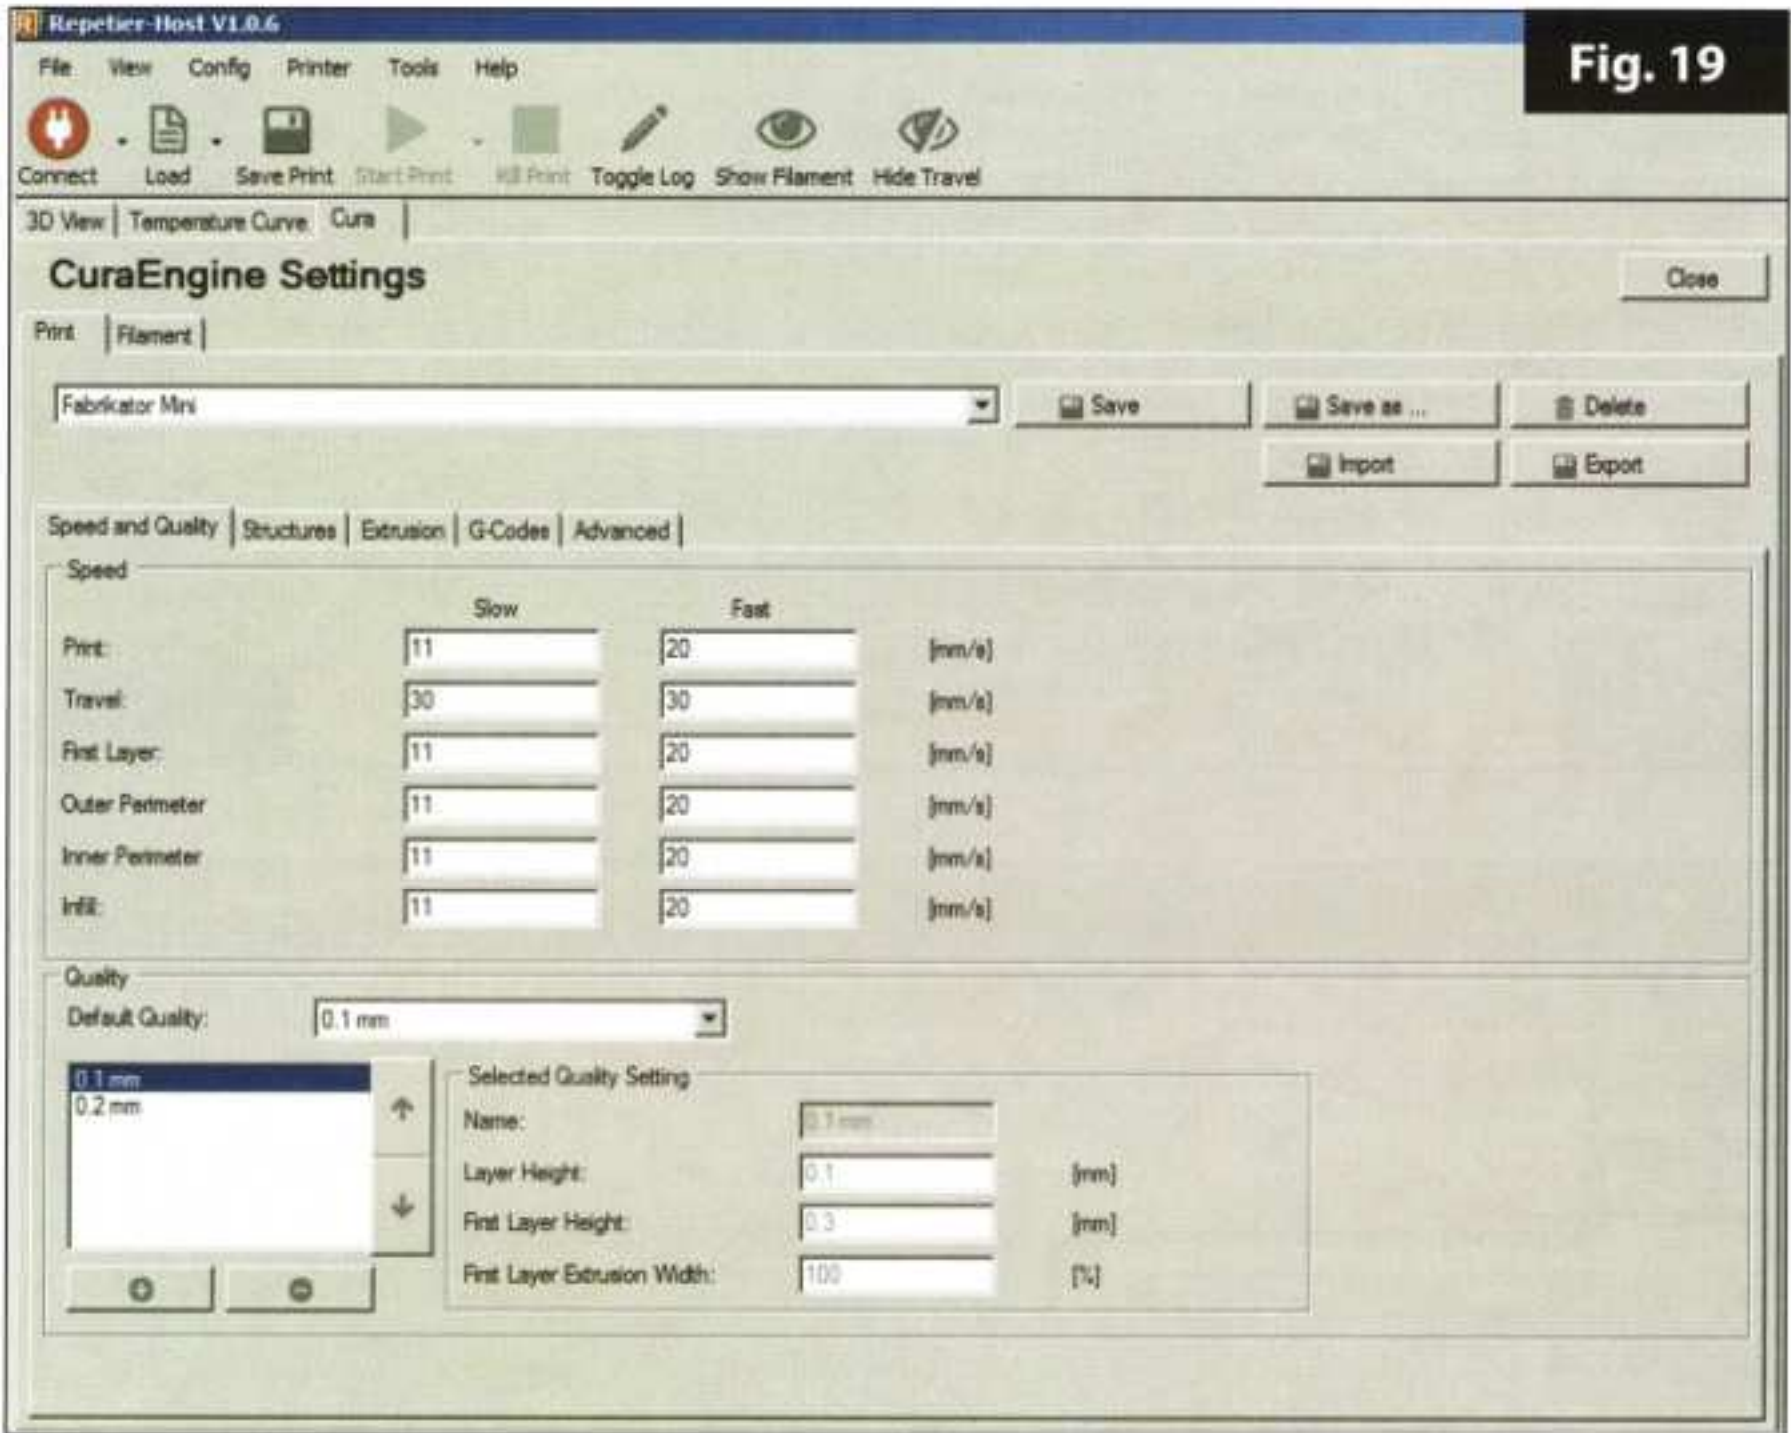 Repetier-Host V1.0.6
Fig. 19
File View Config Printer Tools Help
Connect Load Save Print Start Print Kill Print Toggle Log Show Filament Hide Travel
3D View Temperature Curve Cura
CuraEngine Settings
Close
Print Filament
Fabrikator Mini
Save Save as ... Delete
Import Export
Speed and Quality Structures Extrusion G-Codes Advanced
Speed
Slow Fast
Print: 11 20 [mm/s]
Travel: 30 30 [mm/s]
First Layer: 11 20 [mm/s]
Outer Perimeter 11 20 [mm/s]
Inner Perimeter 11 20 [mm/s]
Infill: 11 20 [mm/s]
Quality
Default Quality: 0.1 mm
0.1 mm
0.2 mm
Selected Quality Setting
Name: 0.1 mm
Layer Height: 0.1 [mm]
First Layer Height: 0.3 [mm]
First Layer Extrusion Width: 100 [%]